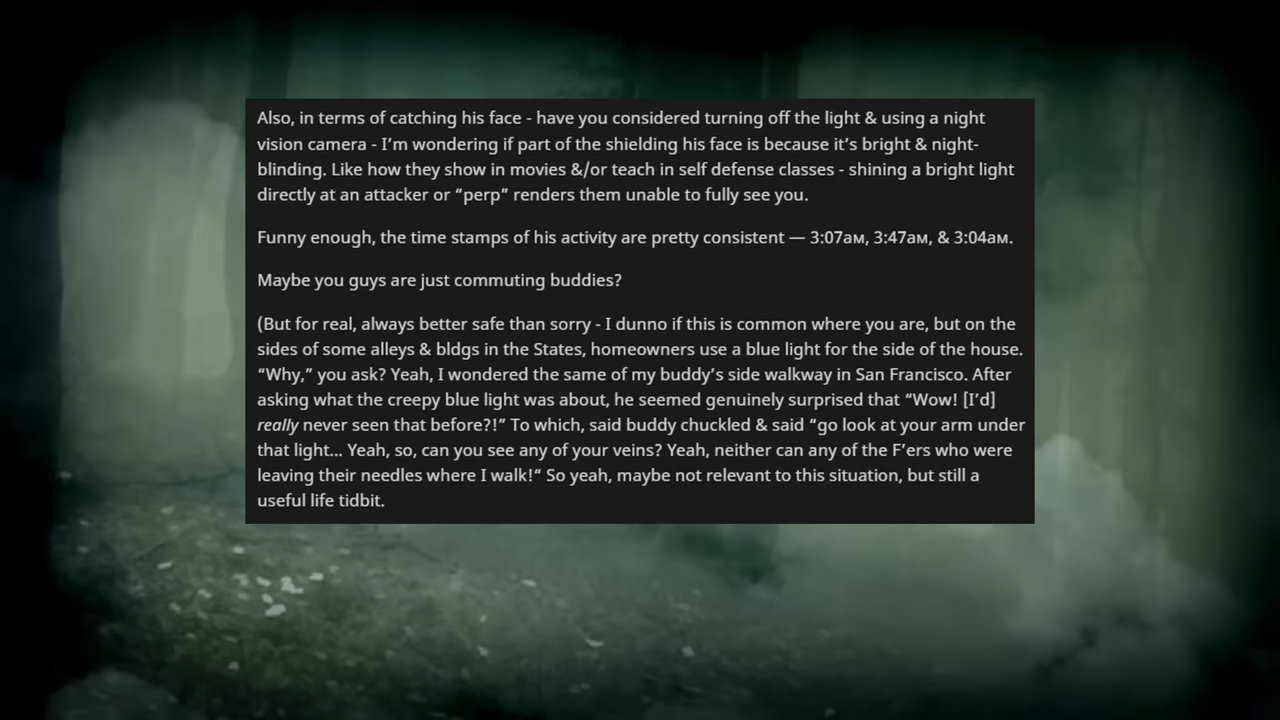 Also, in terms of catching his face - have you considered turning off the light & using a night
vision camera - I’m wondering if part of the shielding his face is because it’s bright & night-
blinding. Like how they show in movies &/or teach in self defense classes - shining a bright light
directly at an attacker or “perp” renders them unable to fully see you.
Funny enough, the time stamps of his activity are pretty consistent — 3:07ᴀᴍ, 3:47ᴀᴍ, & 3:04ᴀᴍ.
Maybe you guys are just commuting buddies?
(But for real, always better safe than sorry - I dunno if this is common where you are, but on the
sides of some alleys & bldgs in the States, homeowners use a blue light for the side of the house.
“Why,” you ask? Yeah, I wondered the same of my buddy’s side walkway in San Francisco. After
asking what the creepy blue light was about, he seemed genuinely surprised that “Wow! [I’d]
really never seen that before?!” To which, said buddy chuckled & said “go look at your arm under
that light... Yeah, so, can you see any of your veins? Yeah, neither can any of the F’ers who were
leaving their needles where I walk!“ So yeah, maybe not relevant to this situation, but still a
useful life tidbit.